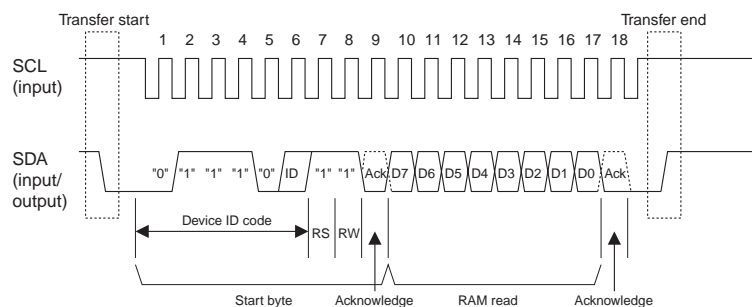 Transfer start
Transfer end
1 2 3 4 5 6 7 8 9 10 11 12 13 14 15 16 17 18
SCL
(input)
SDA
(input/
output)
"0" "1" "1" "1" "0" ID "1" "1" Ack D7 D6 D5 D4 D3 D2 D1 D0 Ack
Device ID code
RS RW
Start byte
Acknowledge
RAM read
Acknowledge